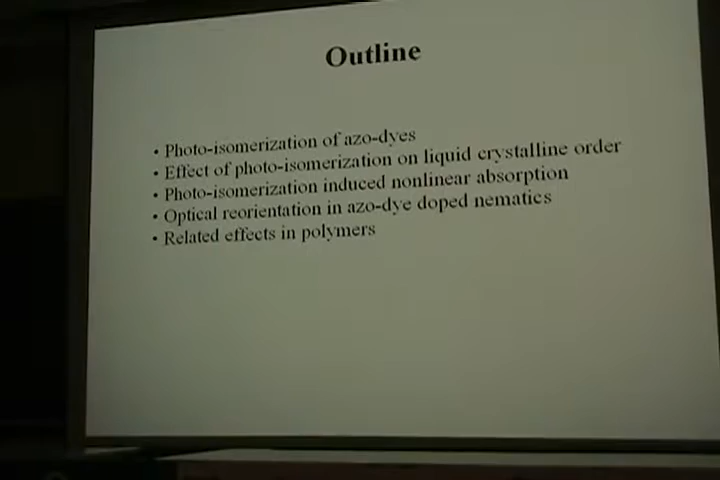 Outline
• Photo-isomerization of azo-dyes
• Effect of photo-isomerization on liquid crystalline order
• Photo-isomerization induced nonlinear absorption
• Optical reorientation in azo-dye doped nematics
• Related effects in polymers